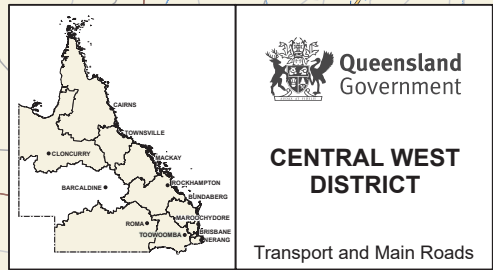 CAIRNS
TOWNSVILLE
CLONCURRY
MACKAY
BARCALDINE
ROCKHAMPTON
BUNDABERG
MAROOCHYDORE
ROMA
BRISBANE
TOOWOOMBA
NERANG
Queensland
Government
CENTRAL WEST
DISTRICT
Transport and Main Roads